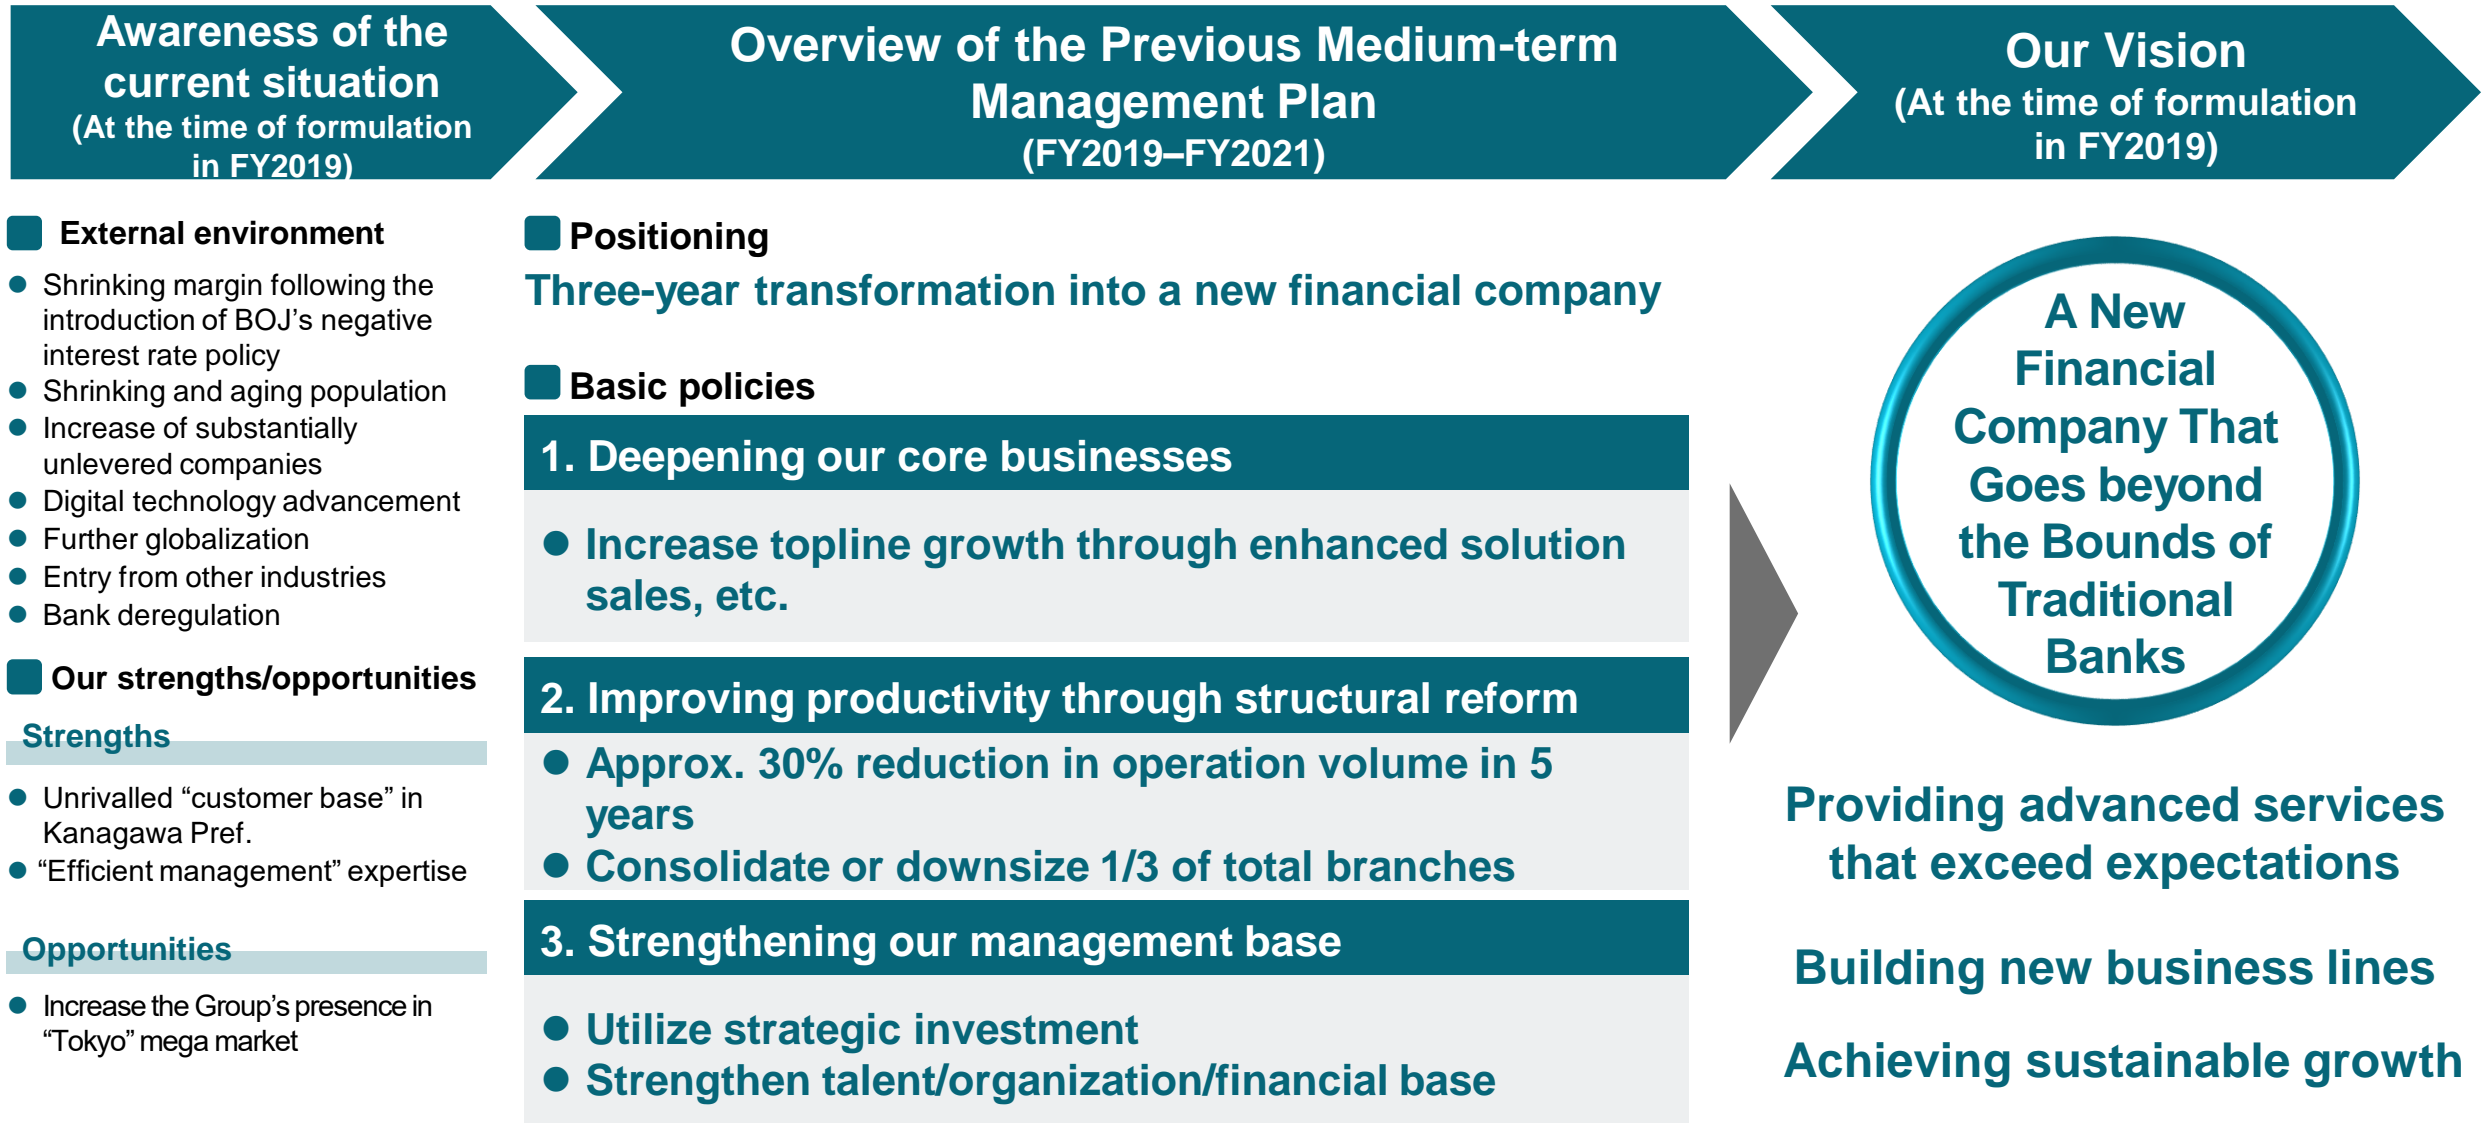 Awareness of the
current situation
(At the time of formulation
in FY2019)
Overview of the Previous Medium-term
Management Plan
(FY2019–FY2021)
Our Vision
(At the time of formulation
in FY2019)
External environment
● Shrinking margin following the
introduction of BOJ’s negative
interest rate policy
● Shrinking and aging population
● Increase of substantially
unlevered companies
● Digital technology advancement
● Further globalization
● Entry from other industries
● Bank deregulation
Our strengths/opportunities
Strengths
● Unrivalled “customer base” in
Kanagawa Pref.
● “Efficient management” expertise
Opportunities
● Increase the Group’s presence in
“Tokyo” mega market
Positioning
Three-year transformation into a new financial company
Basic policies
1. Deepening our core businesses
● Increase topline growth through enhanced solution
sales, etc.
2. Improving productivity through structural reform
● Approx. 30% reduction in operation volume in 5
years
● Consolidate or downsize 1/3 of total branches
3. Strengthening our management base
● Utilize strategic investment
● Strengthen talent/organization/financial base
A New
Financial
Company That
Goes beyond
the Bounds of
Traditional
Banks
Providing advanced services
that exceed expectations
Building new business lines
Achieving sustainable growth